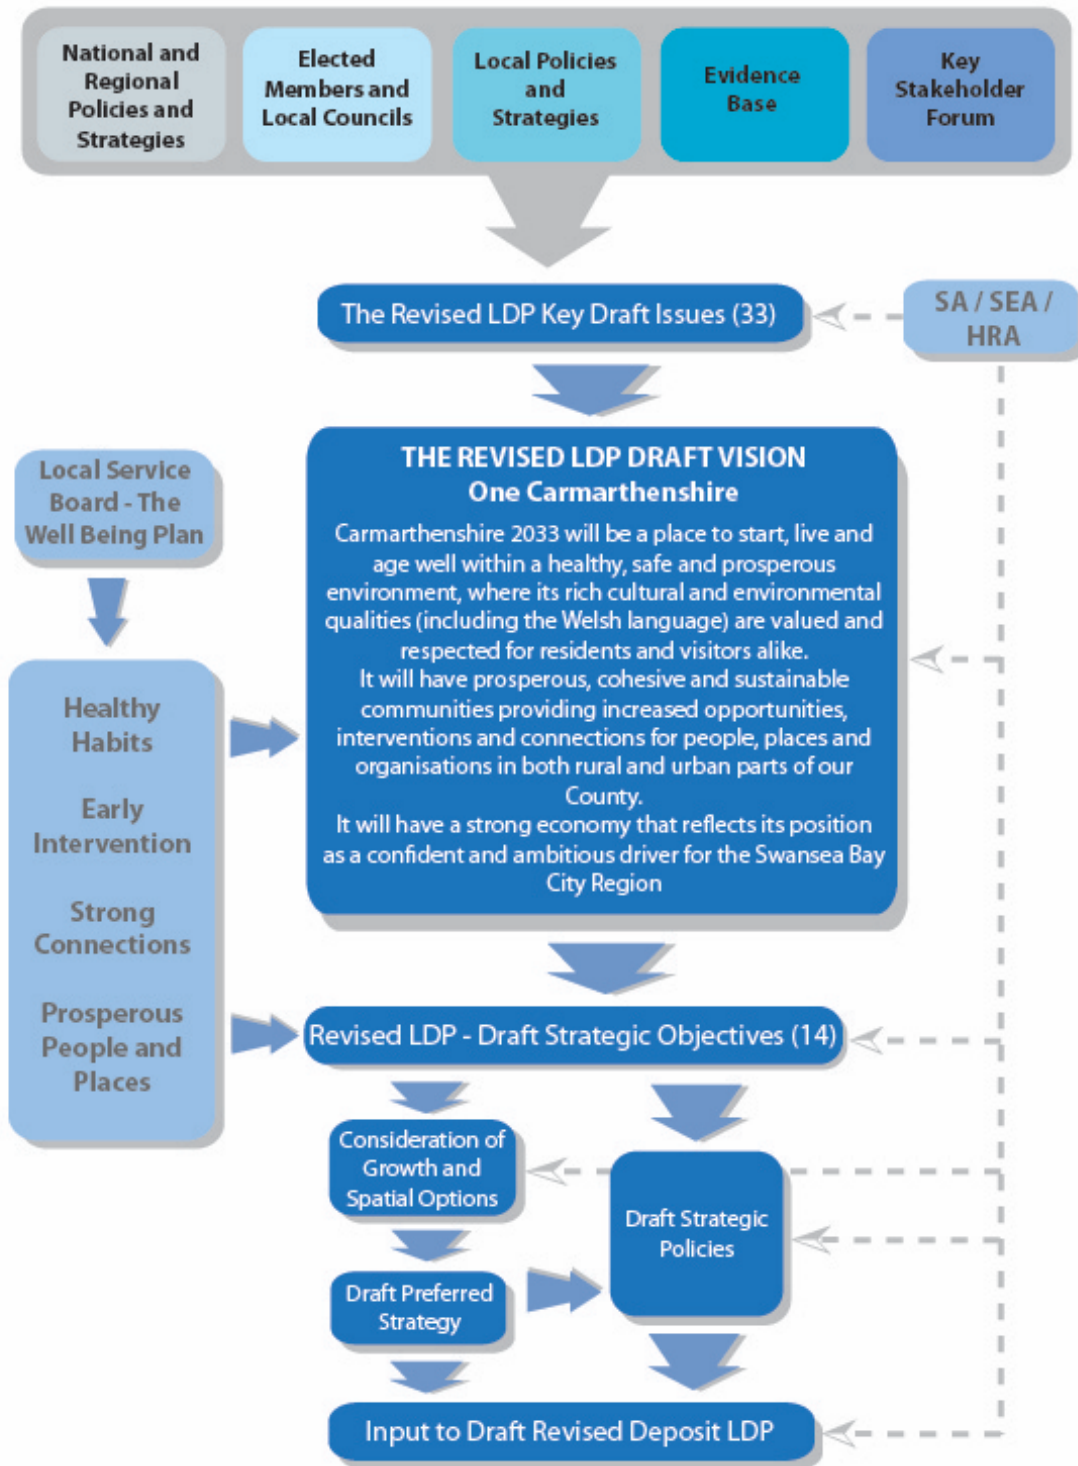 National and
Regional
Policies and
Strategies
Elected
Members and
Local Councils
Local Policies
and
Strategies
Evidence
Base
Key
Stakeholder
Forum
The Revised LDP Key Draft Issues (33)
SA / SEA /
HRA
THE REVISED LDP DRAFT VISION
One Carmarthenshire
Carmarthenshire 2033 will be a place to start, live and
age well within a healthy, safe and prosperous
environment, where its rich cultural and environmental
qualities (including the Welsh language) are valued and
respected for residents and visitors alike.
It will have prosperous, cohesive and sustainable
communities providing increased opportunities,
interventions and connections for people, places and
organisations in both rural and urban parts of our
County.
It will have a strong economy that reflects its position
as a confident and ambitious driver for the Swansea Bay
City Region
Local Service
Board - The
Well Being Plan
Healthy
Habits
Early
Intervention
Strong
Connections
Prosperous
People and
Places
Revised LDP - Draft Strategic Objectives (14)
Consideration of
Growth and
Spatial Options
Draft Strategic
Policies
Draft Preferred
Strategy
Input to Draft Revised Deposit LDP